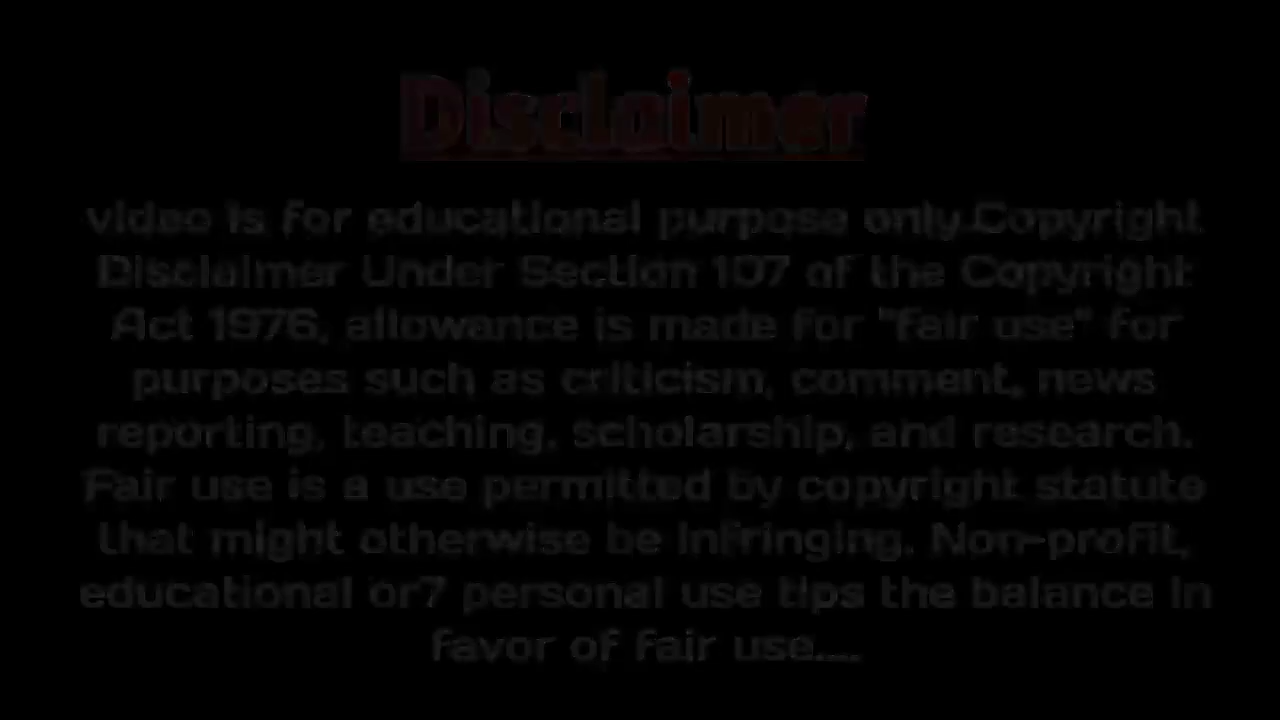 Disclaimer
video is for educational purpose only.Copyright
Disclaimer Under Section 107 of the Copyright
Act 1976, allowance is made for "fair use" for
purposes such as criticism, comment, news
reporting, teaching, scholarship, and research.
Fair use is a use permitted by copyright statute
that might otherwise be infringing. Non-profit,
educational or7 personal use tips the balance in
favor of fair use....